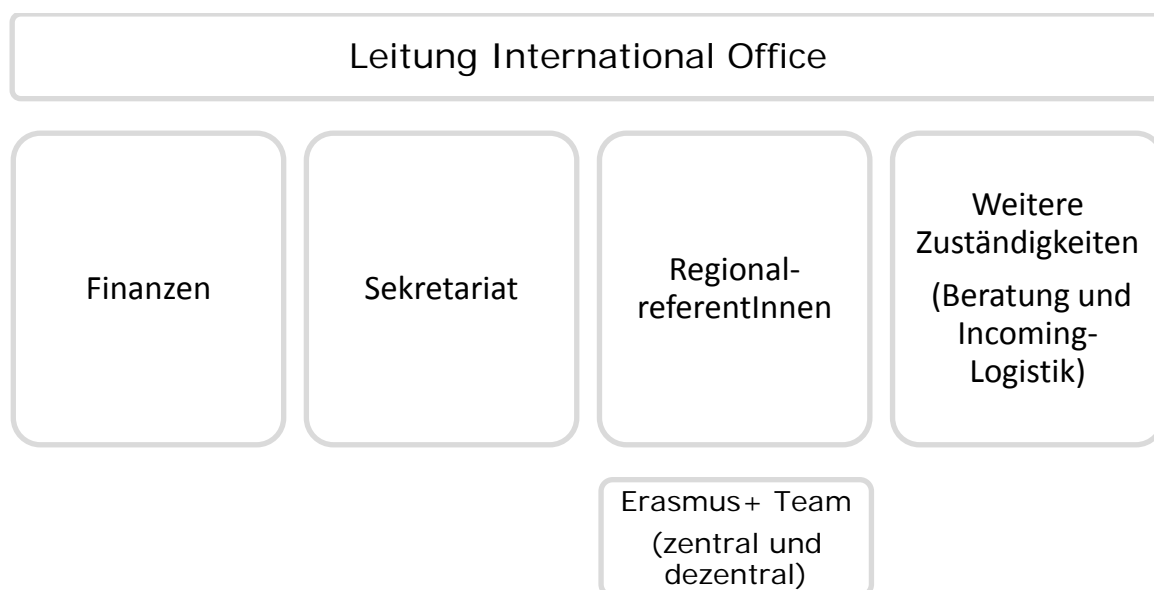 Leitung International Office
Finanzen
Sekretariat
Regional-
referentInnen
Weitere
Zuständigkeiten
(Beratung und
Incoming-
Logistik)
Erasmus+ Team
(zentral und
dezentral)